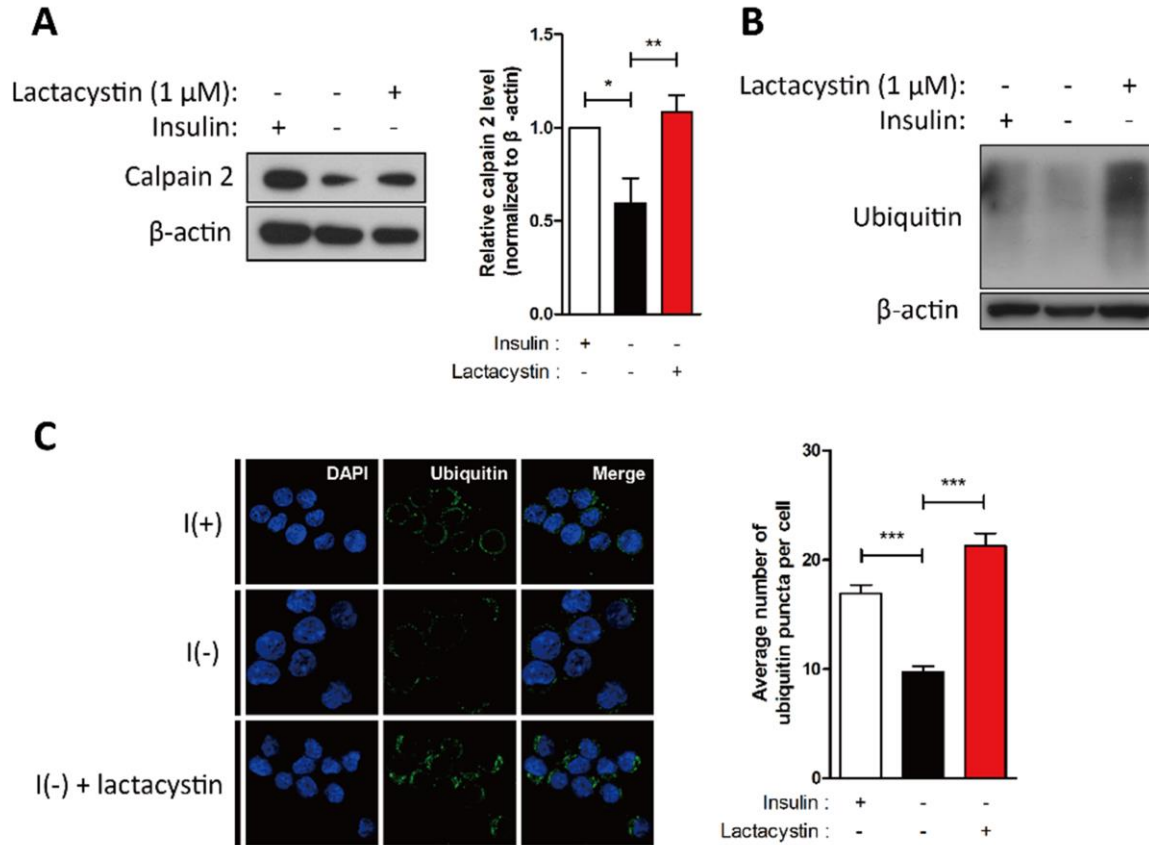 A
Lactacystin (1 μM): - - +
Insulin: + - -
Calpain 2
β-actin
Relative calpain 2 level
(normalized to β -actin)
1.5
1.0
0.5
0.0
*
**
Insulin : + - -
Lactacystin : - - +
B
Lactacystin (1 μM): - - +
Insulin: + - -
Ubiquitin
β-actin
C
DAPI Ubiquitin Merge
I(+)
I(-)
I(-) + lactacystin
Average number of
ubiquitin puncta per cell
30
20
10
0
***
***
Insulin : + - -
Lactacystin : - - +